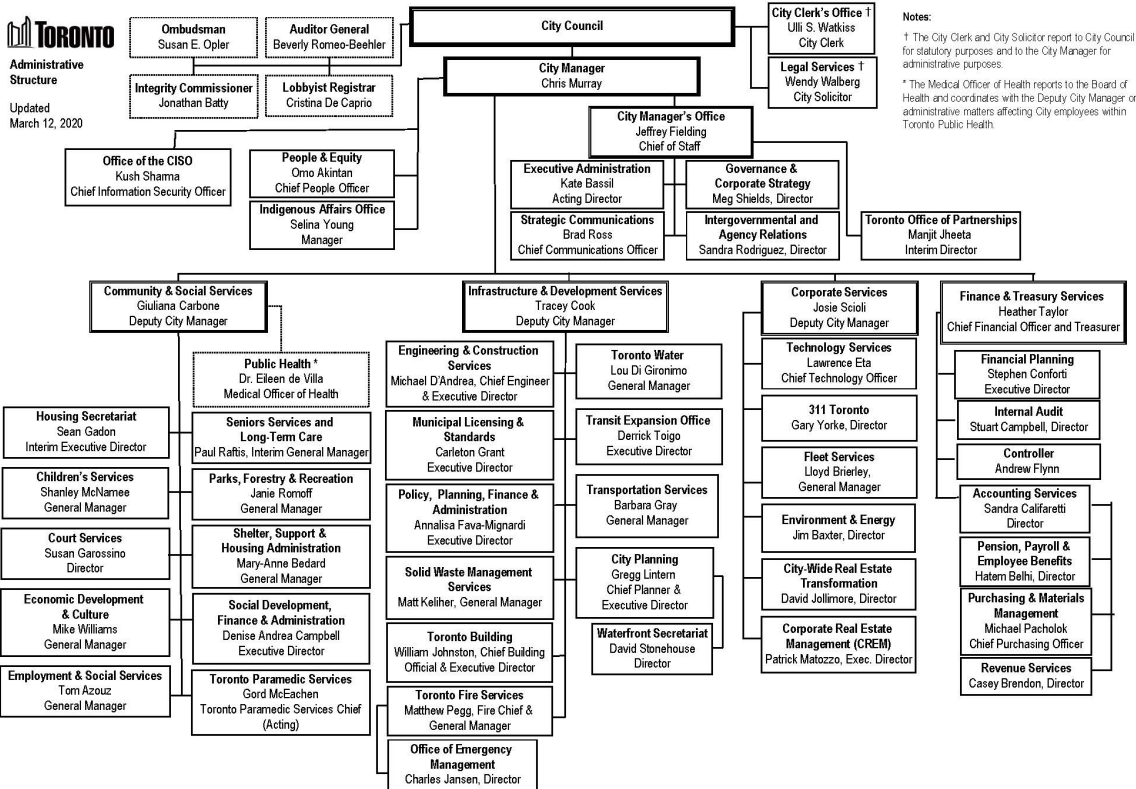 TORONTO
Administrative
Structure
Updated
March 12, 2020
Ombudsman
Susan E. Opler
Auditor General
Beverly Romeo-Beehler
Integrity Commissioner
Jonathan Batty
Lobbyist Registrar
Cristina De Caprio
City Council
City Manager
Chris Murray
City Clerk's Office †
Ulli S. Watkiss
City Clerk
Legal Services †
Wendy Walberg
City Solicitor
Notes:
† The City Clerk and City Solicitor report to City Council
for statutory purposes and to the City Manager for
administrative purposes.
* The Medical Officer of Health reports to the Board of
Health and coordinates with the Deputy City Manager on
administrative matters affecting City employees within
Toronto Public Health.
City Manager's Office
Jeffrey Fielding
Chief of Staff
Office of the CISO
Kush Sharma
Chief Information Security Officer
People & Equity
Omo Akintan
Chief People Officer
Indigenous Affairs Office
Selina Young
Manager
Executive Administration
Kate Bassil
Acting Director
Governance &
Corporate Strategy
Meg Shields, Director
Strategic Communications
Brad Ross
Chief Communications Officer
Intergovernmental and
Agency Relations
Sandra Rodriguez, Director
Toronto Office of Partnerships
Manjit Jheeta
Interim Director
Community & Social Services
Giuliana Carbone
Deputy City Manager
Public Health *
Dr. Eileen de Villa
Medical Officer of Health
Housing Secretariat
Sean Gadon
Interim Executive Director
Seniors Services and
Long-Term Care
Paul Raftis, Interim General Manager
Children's Services
Shanley McNamee
General Manager
Parks, Forestry & Recreation
Janie Romoff
General Manager
Court Services
Susan Garossino
Director
Shelter, Support &
Housing Administration
Mary-Anne Bedard
General Manager
Economic Development
& Culture
Mike Williams
General Manager
Social Development,
Finance & Administration
Denise Andrea Campbell
Executive Director
Employment & Social Services
Tom Azouz
General Manager
Toronto Paramedic Services
Gord McEachen
Toronto Paramedic Services Chief
(Acting)
Infrastructure & Development Services
Tracey Cook
Deputy City Manager
Engineering & Construction
Services
Michael D'Andrea, Chief Engineer
& Executive Director
Toronto Water
Lou Di Gironimo
General Manager
Municipal Licensing &
Standards
Carleton Grant
Executive Director
Transit Expansion Office
Derrick Toigo
Executive Director
Policy, Planning, Finance &
Administration
Annalisa Fava-Mignardi
Executive Director
Transportation Services
Barbara Gray
General Manager
Solid Waste Management
Services
Matt Keliher, General Manager
City Planning
Gregg Lintern
Chief Planner &
Executive Director
Toronto Building
William Johnston, Chief Building
Official & Executive Director
Waterfront Secretariat
David Stonehouse
Director
Toronto Fire Services
Matthew Pegg, Fire Chief &
General Manager
Office of Emergency
Management
Charles Jansen, Director
Corporate Services
Josie Scioli
Deputy City Manager
Technology Services
Lawrence Eta
Chief Technology Officer
311 Toronto
Gary Yorke, Director
Fleet Services
Lloyd Brierley,
General Manager
Environment & Energy
Jim Baxter, Director
City-Wide Real Estate
Transformation
David Jollimore, Director
Corporate Real Estate
Management (CREM)
Patrick Matozzo, Exec. Director
Finance & Treasury Services
Heather Taylor
Chief Financial Officer and Treasurer
Financial Planning
Stephen Conforti
Executive Director
Internal Audit
Stuart Campbell, Director
Controller
Andrew Flynn
Accounting Services
Sandra Califaretti
Director
Pension, Payroll &
Employee Benefits
Hatem Belhi, Director
Purchasing & Materials
Management
Michael Pacholok
Chief Purchasing Officer
Revenue Services
Casey Brendon, Director